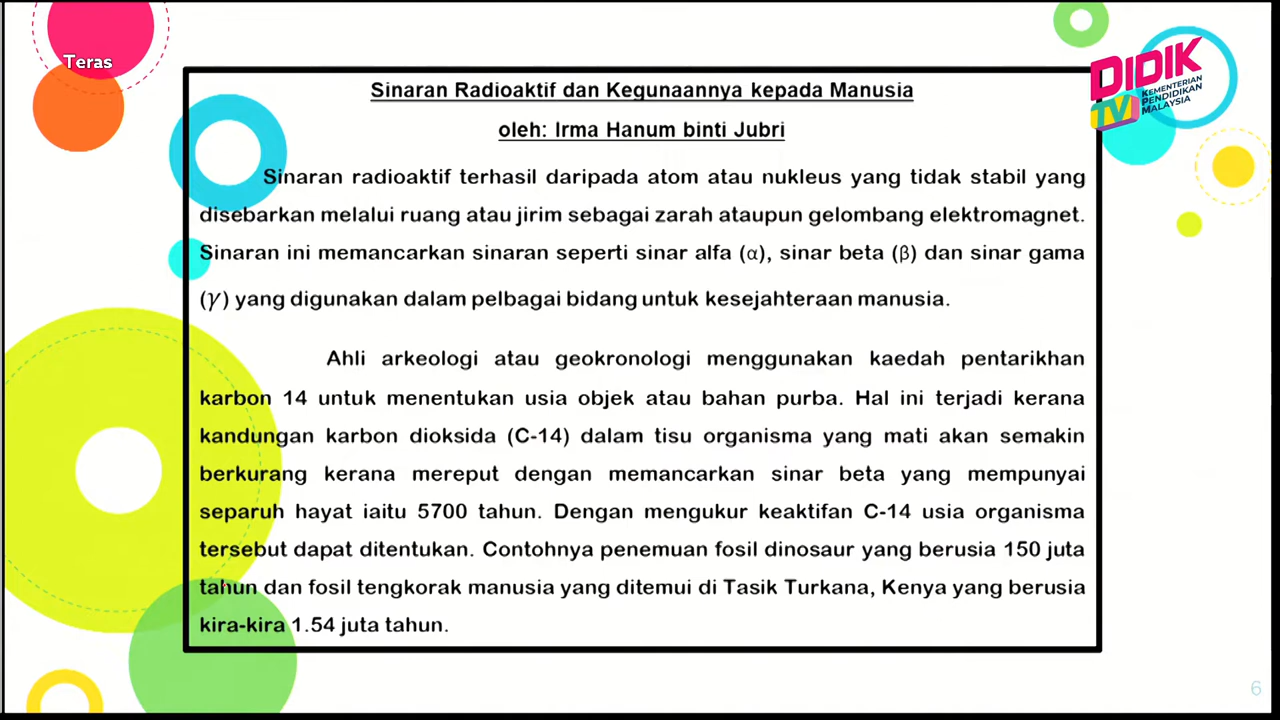 Teras
DIDIK
TV
KEMENTERIAN
PENDIDIKAN
MALAYSIA
Sinaran Radioaktif dan Kegunaannya kepada Manusia
oleh: Irma Hanum binti Jubri
Sinaran radioaktif terhasil daripada atom atau nukleus yang tidak stabil yang
disebarkan melalui ruang atau jirim sebagai zarah ataupun gelombang elektromagnet.
Sinaran ini memancarkan sinaran seperti sinar alfa (α), sinar beta (β) dan sinar gama
(γ) yang digunakan dalam pelbagai bidang untuk kesejahteraan manusia.
Ahli arkeologi atau geokronologi menggunakan kaedah pentarikhan
karbon 14 untuk menentukan usia objek atau bahan purba. Hal ini terjadi kerana
kandungan karbon dioksida (C-14) dalam tisu organisma yang mati akan semakin
berkurang kerana mereput dengan memancarkan sinar beta yang mempunyai
separuh hayat iaitu 5700 tahun. Dengan mengukur keaktifan C-14 usia organisma
tersebut dapat ditentukan. Contohnya penemuan fosil dinosaur yang berusia 150 juta
tahun dan fosil tengkorak manusia yang ditemui di Tasik Turkana, Kenya yang berusia
kira-kira 1.54 juta tahun.
6